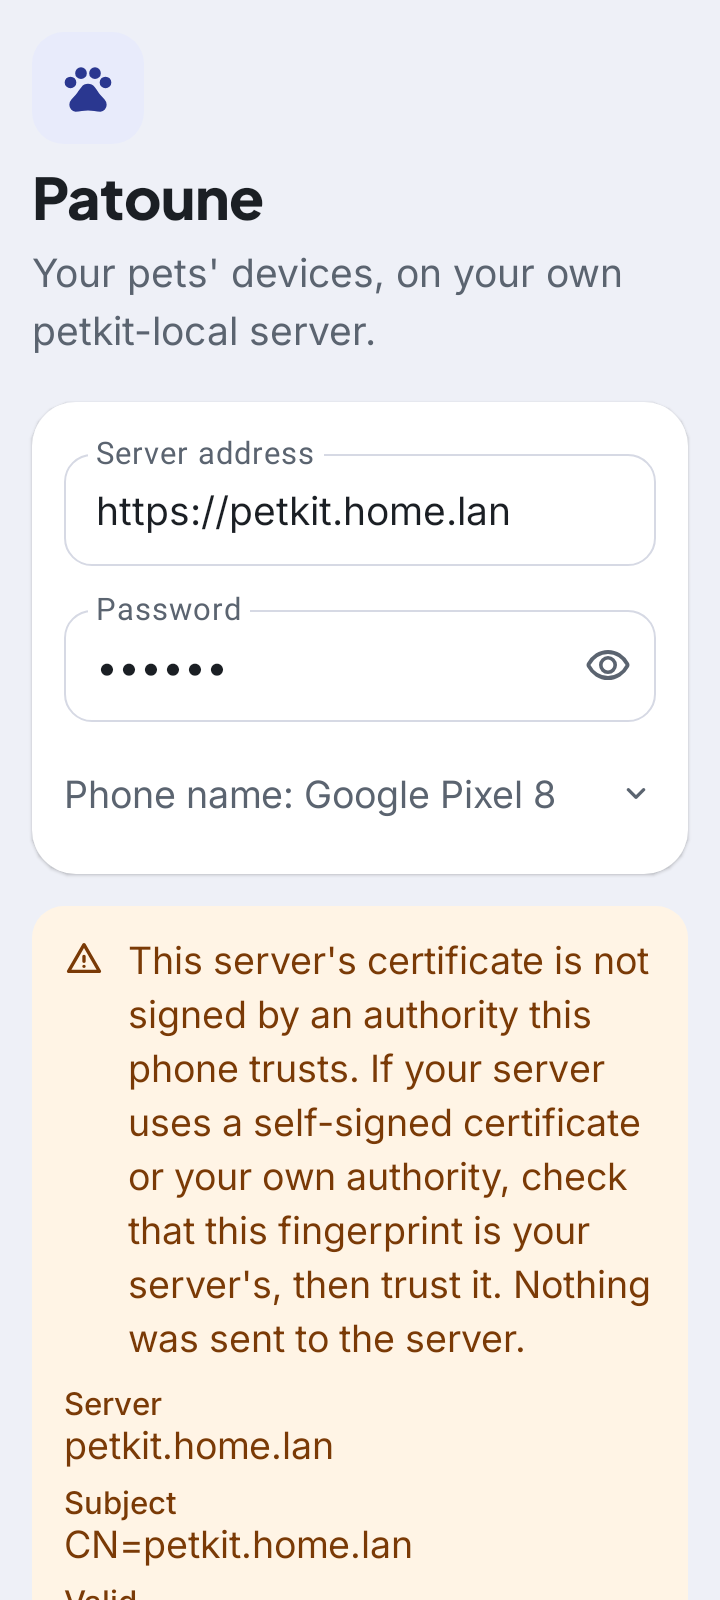 Patoune
Your pets' devices, on your own
petkit-local server.
Server address
https://petkit.home.lan
Password
••••••
Phone name: Google Pixel 8
This server's certificate is not
signed by an authority this
phone trusts. If your server
uses a self-signed certificate
or your own authority, check
that this fingerprint is your
server's, then trust it. Nothing
was sent to the server.
Server
petkit.home.lan
Subject
CN=petkit.home.lan
Valid